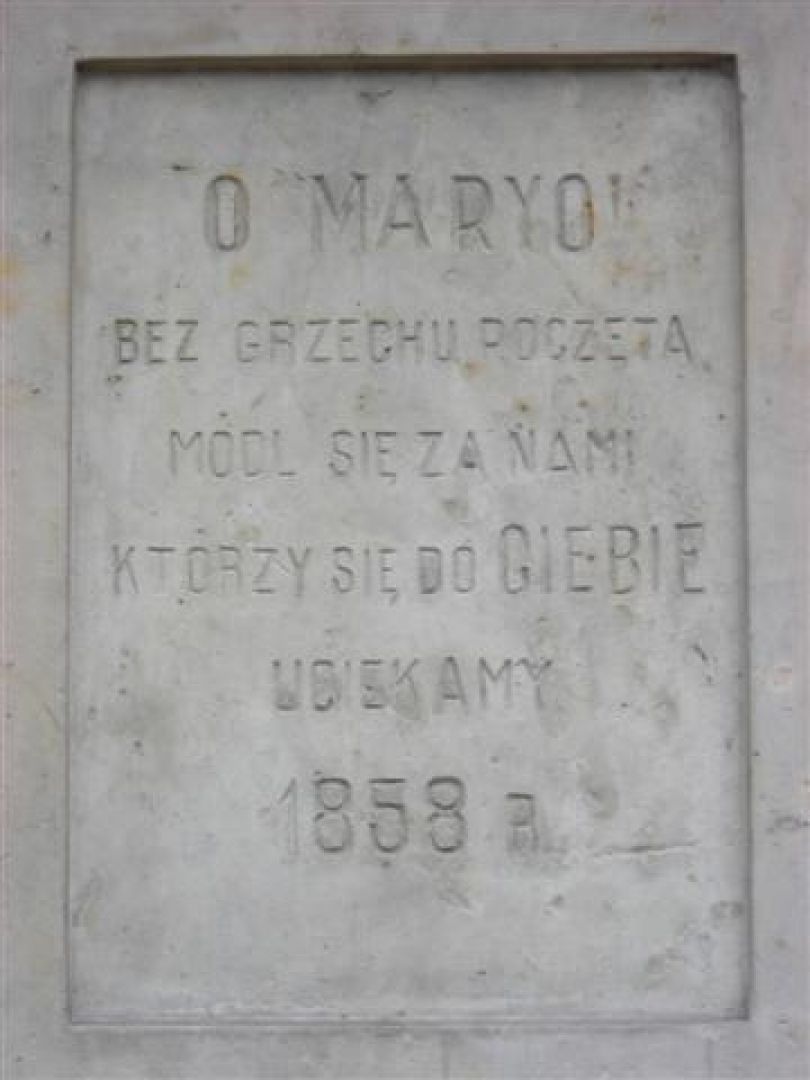 O MARYO!
BEZ GRZECHU POCZĘTA
MÓDL SIĘ ZA NAMI
KTÓRZY SIĘ DO CIEBIE
UCIEKAMY
1858 R.